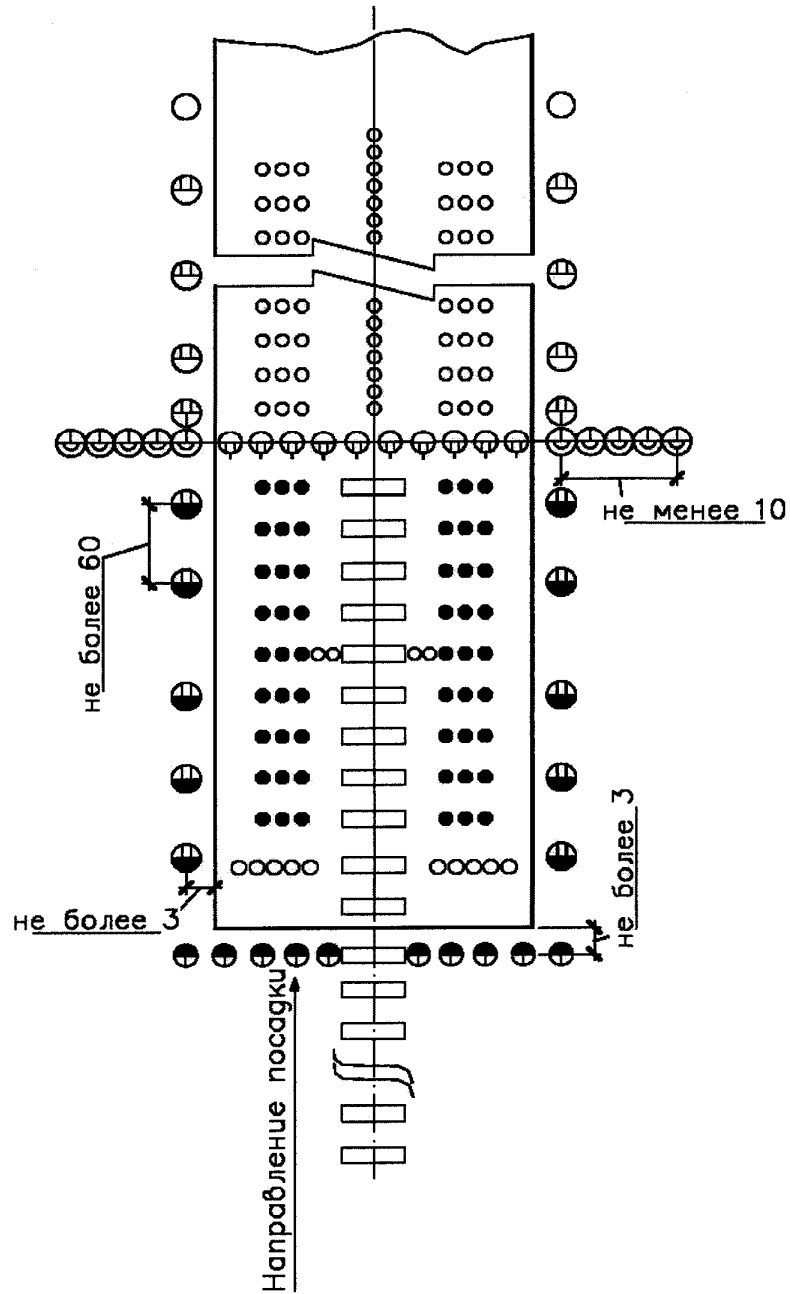 не менее 10
не более 60
не более 3
не более 3
Направление посадки